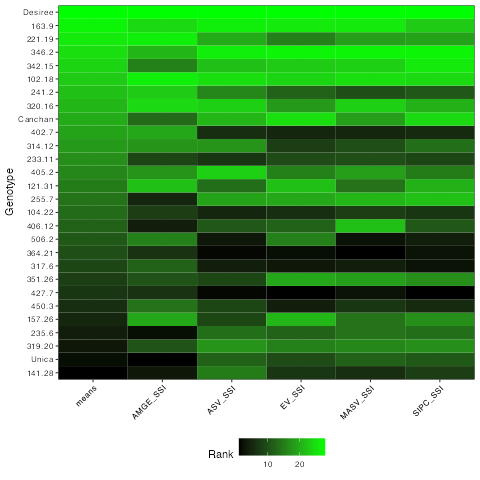 Desiree
163.9
221.19
346.2
342.15
102.18
241.2
320.16
Canchan
402.7
314.12
233.11
405.2
121.31
255.7
104.22
406.12
506.2
364.21
317.6
351.26
427.7
450.3
157.26
235.6
319.20
Unica
141.28
Genotype
means
AMGE_SSI
ASV_SSI
EV_SSI
MASV_SSI
SIPC_SSI
Rank
10 20